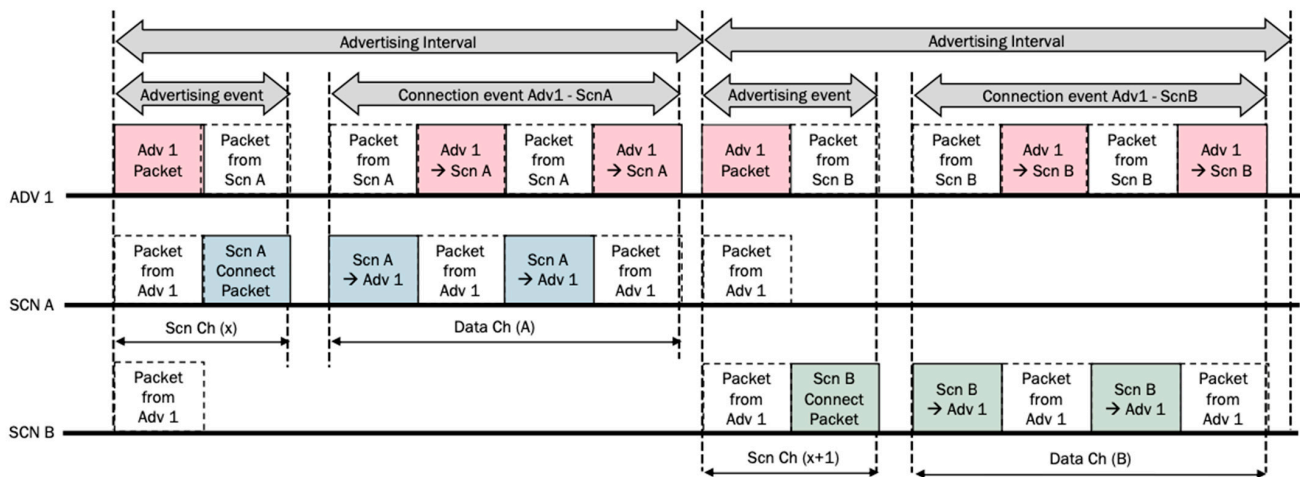 Advertising Interval
Advertising Interval
Advertising event
Connection event Adv1 - ScnA
Advertising event
Connection event Adv1 - ScnB
Adv 1
Packet
Packet
from
Scn A
Packet
from
Scn A
Adv 1
→ Scn A
Packet
from
Scn A
Adv 1
→ Scn A
Adv 1
Packet
Packet
from
Scn B
Packet
from
Scn B
Adv 1
→ Scn B
Packet
from
Scn B
Adv 1
→ Scn B
ADV 1
Packet
from
Adv 1
Scn A
Connect
Packet
Scn A
→ Adv 1
Packet
from
Adv 1
Scn A
→ Adv 1
Packet
from
Adv 1
Packet
from
Adv 1
SCN A
Scn Ch (x)
Data Ch (A)
Packet
from
Adv 1
Packet
from
Adv 1
Scn B
Connect
Packet
Scn B
→ Adv 1
Packet
from
Adv 1
Scn B
→ Adv 1
Packet
from
Adv 1
SCN B
Scn Ch (x+1)
Data Ch (B)